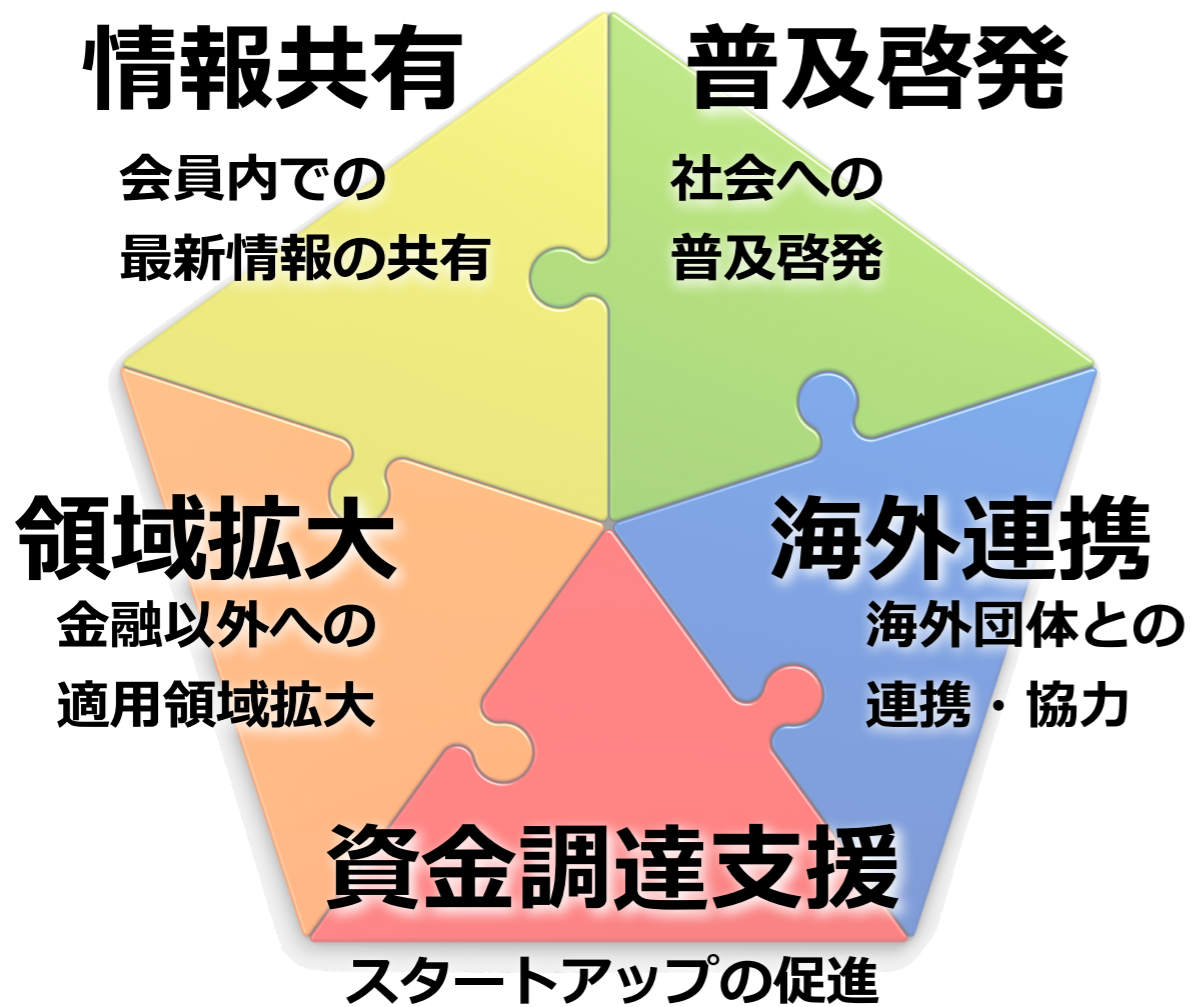 情報共有
会員内での
最新情報の共有
普及啓発
社会への
普及啓発
領域拡大
金融以外への
適用領域拡大
海外連携
海外団体との
連携・協力
資金調達支援
スタートアップの促進